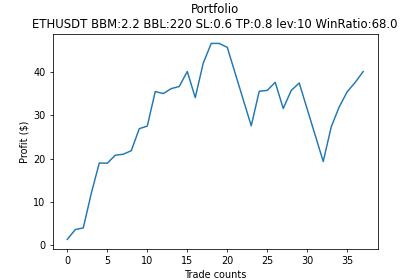 Portfolio
ETHUSDT BBM:2.2 BBL:220 SL:0.6 TP:0.8 lev:10 WinRatio:68.0
40
30
20
10
0
Profit ($)
0 5 10 15 20 25 30 35
Trade counts